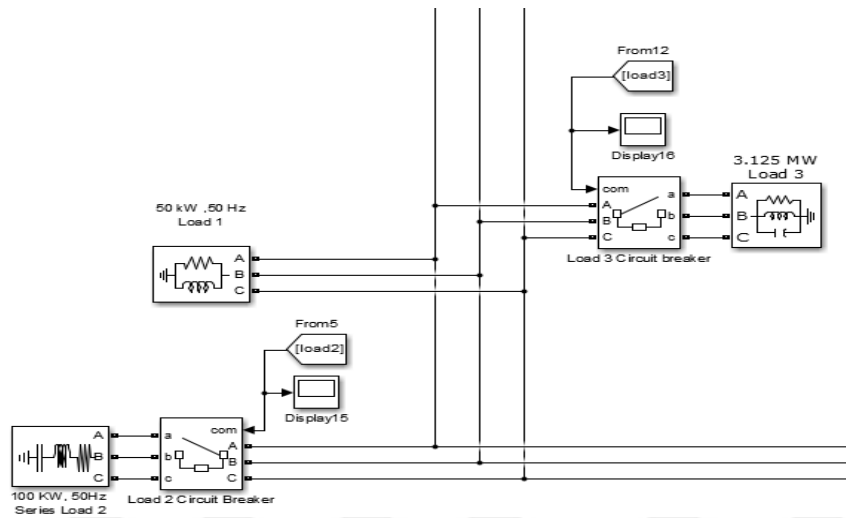 From12
[load3]
Display16
3.125 MW
Load 3
com
A
B
C
a
b
c
A
B
C
Load 3 Circuit breaker
50 kW ,50 Hz
Load 1
A
B
C
From5
[load2]
Display15
A
B
C
a
b
c
com
A
B
C
100 KW, 50Hz
Series Load 2
Load 2 Circuit Breaker